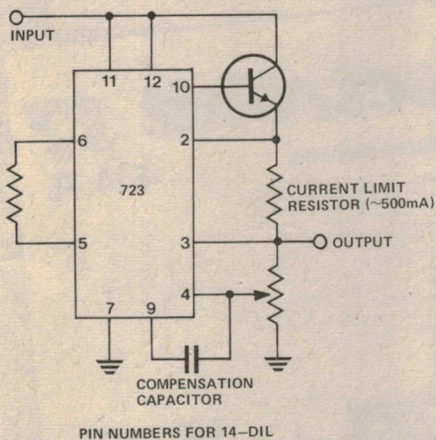 INPUT
11 12
10
6
2
723
CURRENT LIMIT
RESISTOR (~500mA)
5
3
OUTPUT
4
7 9
COMPENSATION
CAPACITOR
PIN NUMBERS FOR 14-DIL